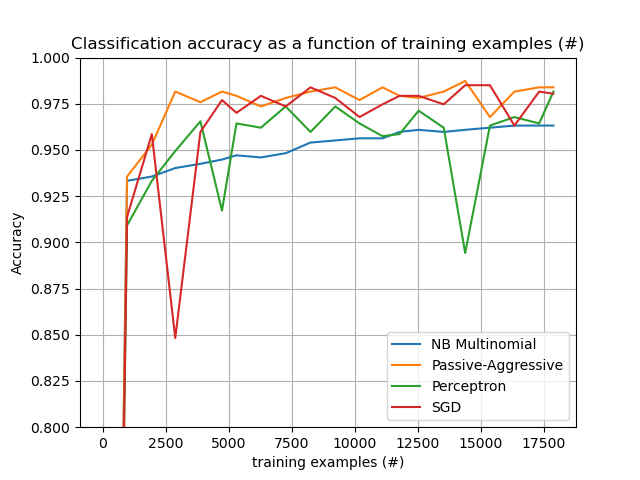 Classification accuracy as a function of training examples (#)
1.000
0.975
0.950
0.925
0.900
0.875
0.850
0.825
0.800
Accuracy
NB Multinomial
Passive-Aggressive
Perceptron
SGD
0 2500 5000 7500 10000 12500 15000 17500
training examples (#)